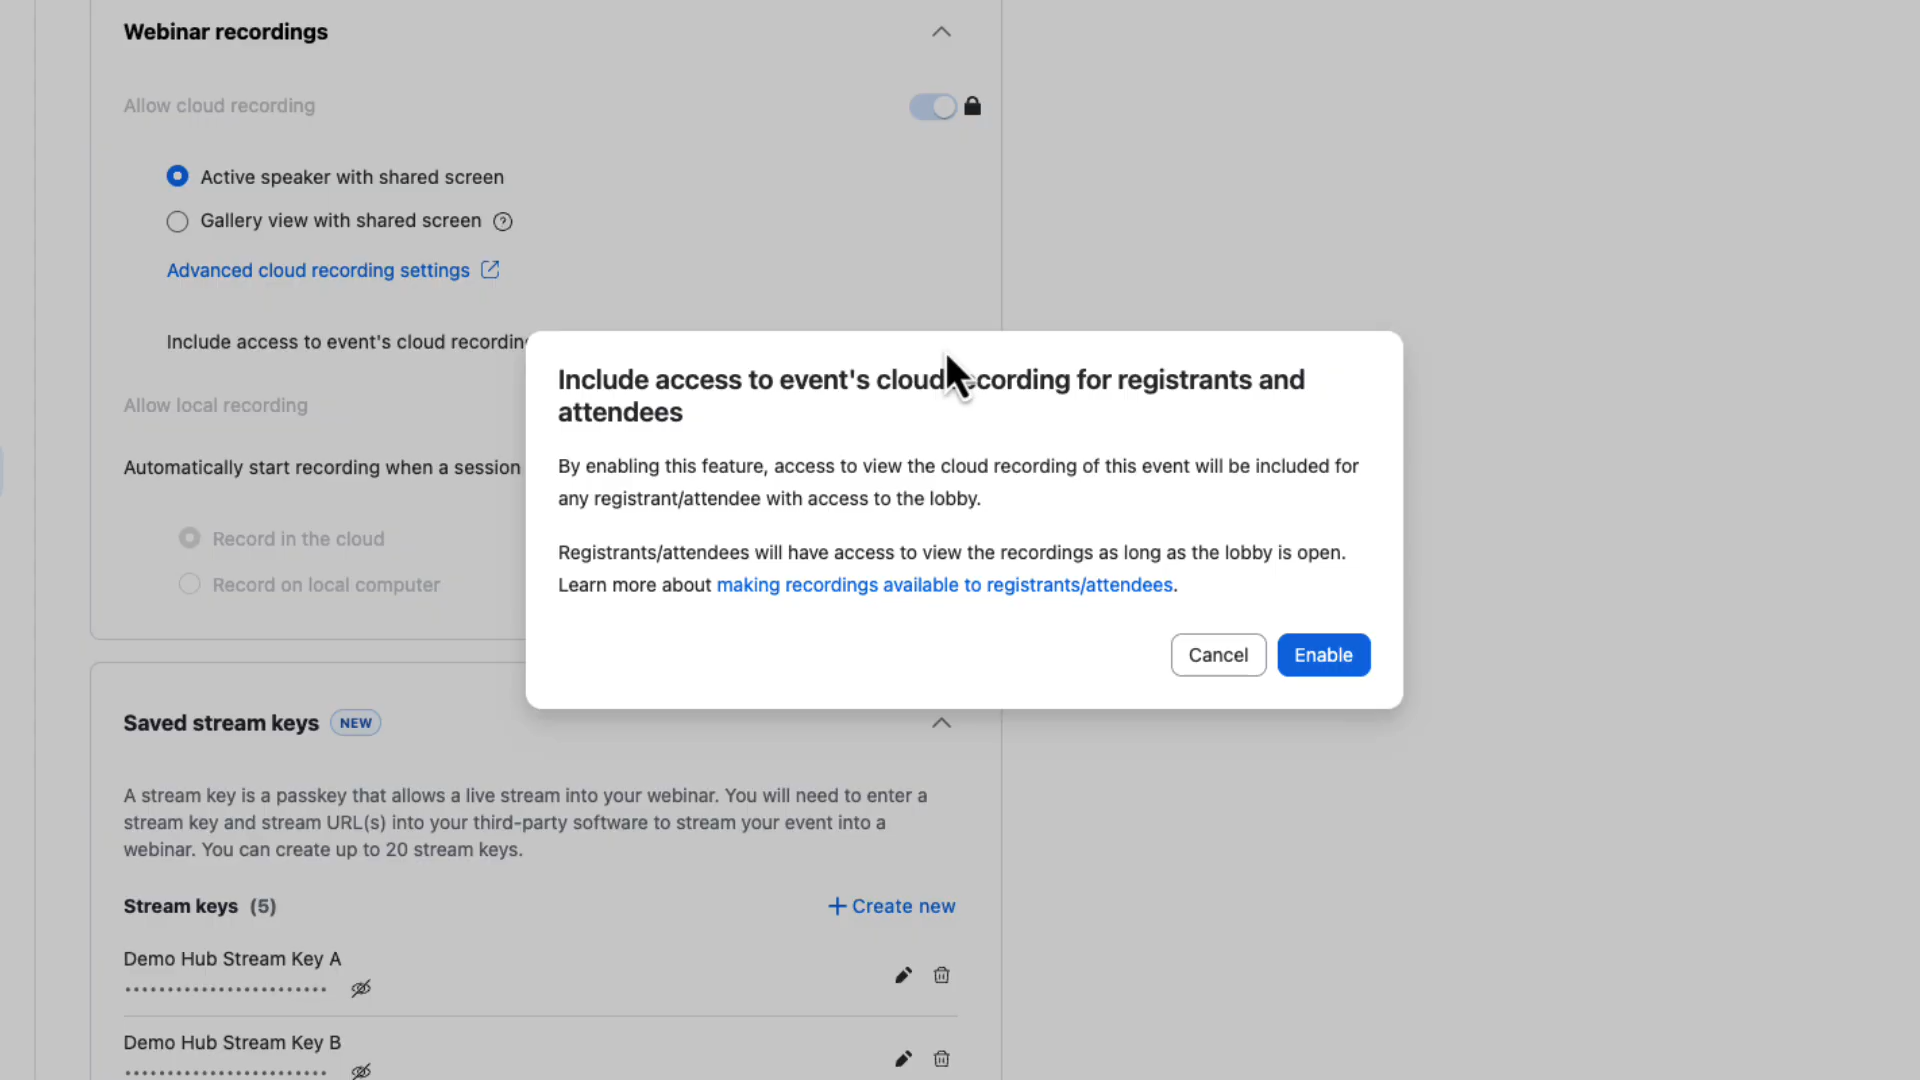 Webinar recordings
Allow cloud recording
Active speaker with shared screen
Gallery view with shared screen
Advanced cloud recording settings
Include access to event's cloud
Include access to event's cloud for registrants and
attendees
By enabling this feature, access to view the cloud recording of this event will be included for
any registrant/attendee with access to the lobby.
Registrants/attendees will have access to view the recordings as long as the lobby is open.
Learn more about making recordings available to registrants/attendees.
Cancel
Enable
Allow local recording
Automatically start recording when a session
Record in the cloud
Record on local computer
Saved stream keys NEW
A stream key is a passkey that allows a live stream into your webinar. You will need to enter a
stream key and stream URL(s) into your third-party software to stream your event into a
webinar. You can create up to 20 stream keys.
Stream keys (5)
+ Create new
Demo Hub Stream Key A
Demo Hub Stream Key B